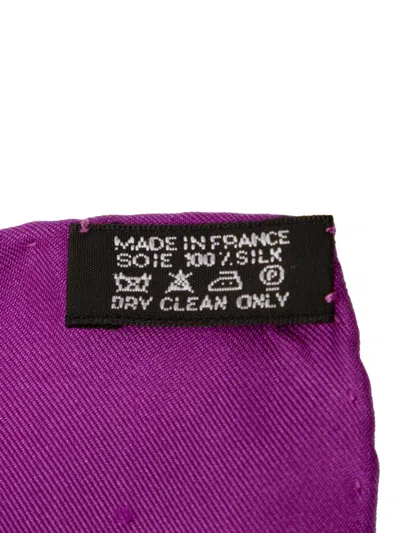 MADE IN FRANCE
SOIE 100% SILK
P
DRY CLEAN ONLY